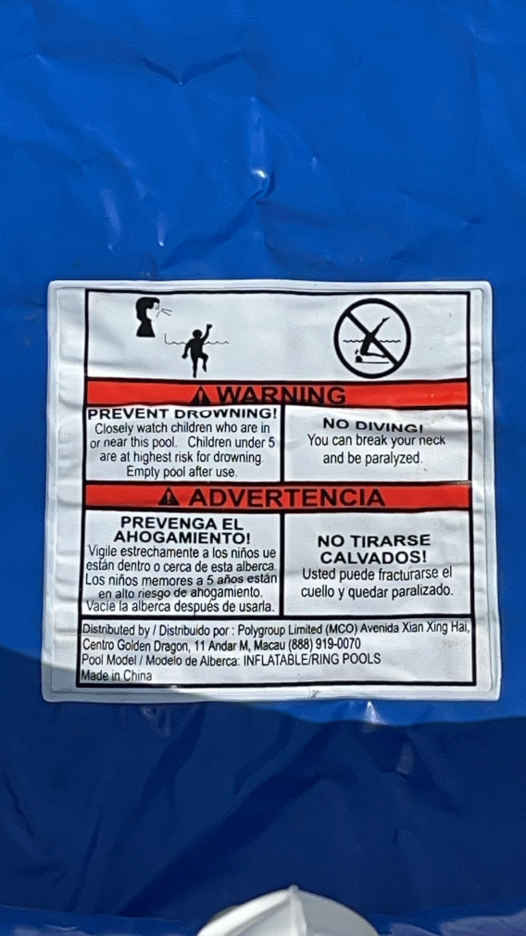 WARNING
PREVENT DROWNING!
Closely watch children who are in
or near this pool. Children under 5
are at highest risk for drowning.
Empty pool after use.
NO DIVING!
You can break your neck
and be paralyzed.
ADVERTENCIA
PREVENGA EL
AHOGAMIENTO!
Vigile estrechamente a los niños ue
están dentro o cerca de esta alberca.
Los niños memores a 5 años están
en alto riesgo de ahogamiento.
Vacíe la alberca después de usarla.
NO TIRARSE
CALVADOS!
Usted puede fracturarse el
cuello y quedar paralizado.
Distributed by / Distribuido por : Polygroup Limited (MCO) Avenida Xian Xing Hai,
Centro Golden Dragon, 11 Andar M, Macau (888) 919-0070
Pool Model / Modelo de Alberca: INFLATABLE/RING POOLS
Made in China